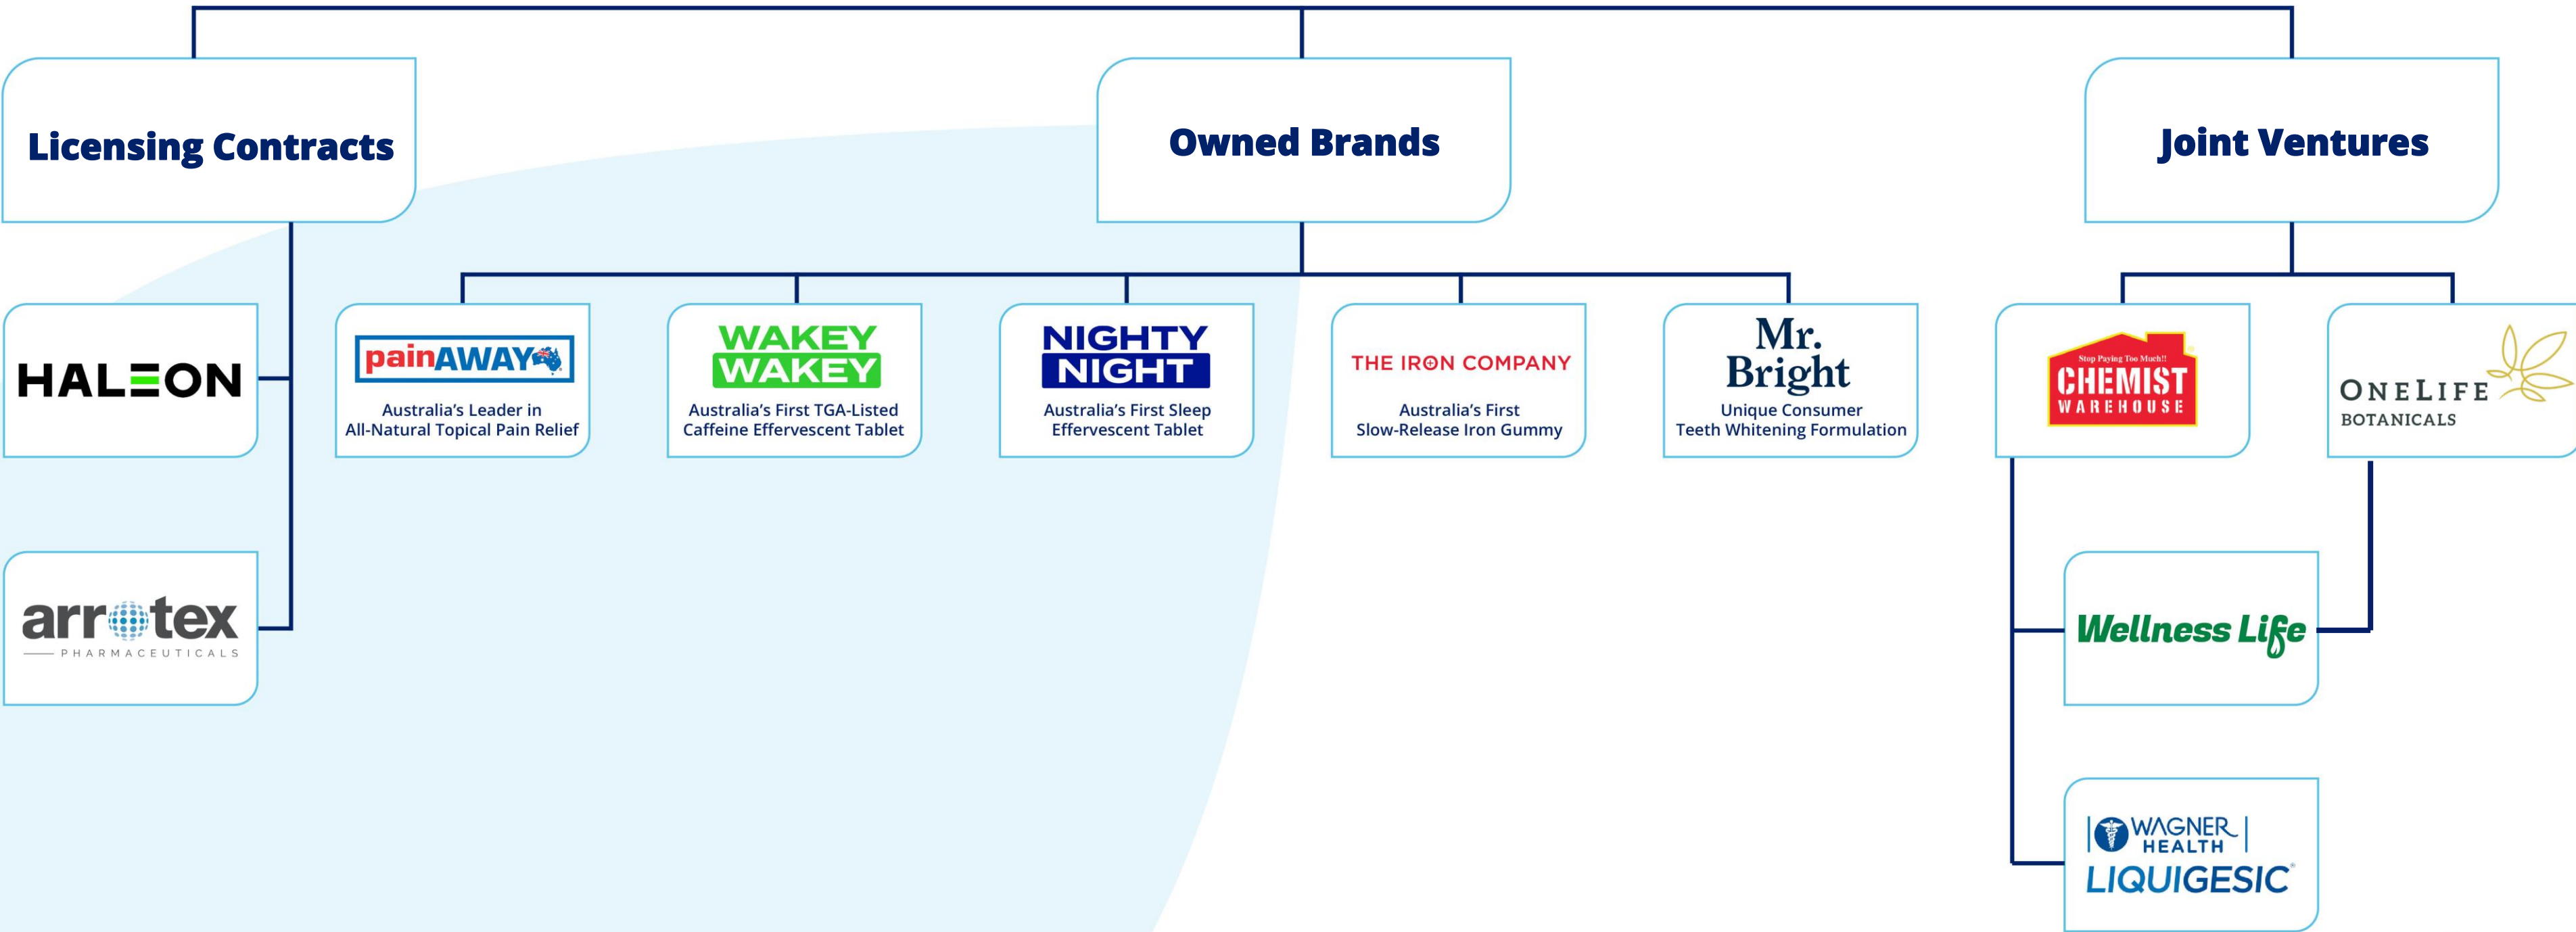 Licensing Contracts
Owned Brands
Joint Ventures
HALEON
painAWAY
Australia's Leader in
All-Natural Topical Pain Relief
WAKEY
WAKEY
Australia's First TGA-Listed
Caffeine Effervescent Tablet
NIGHTY
NIGHT
Australia's First Sleep
Effervescent Tablet
THE IRON COMPANY
Australia's First
Slow-Release Iron Gummy
Mr.
Bright
Unique Consumer
Teeth Whitening Formulation
Stop Paying Too Much!!
CHEMIST
WAREHOUSE
ONELIFE
BOTANICALS
arrotex
PHARMACEUTICALS
Wellness Life
WAGNER
HEALTH
LIQUIGESIC®